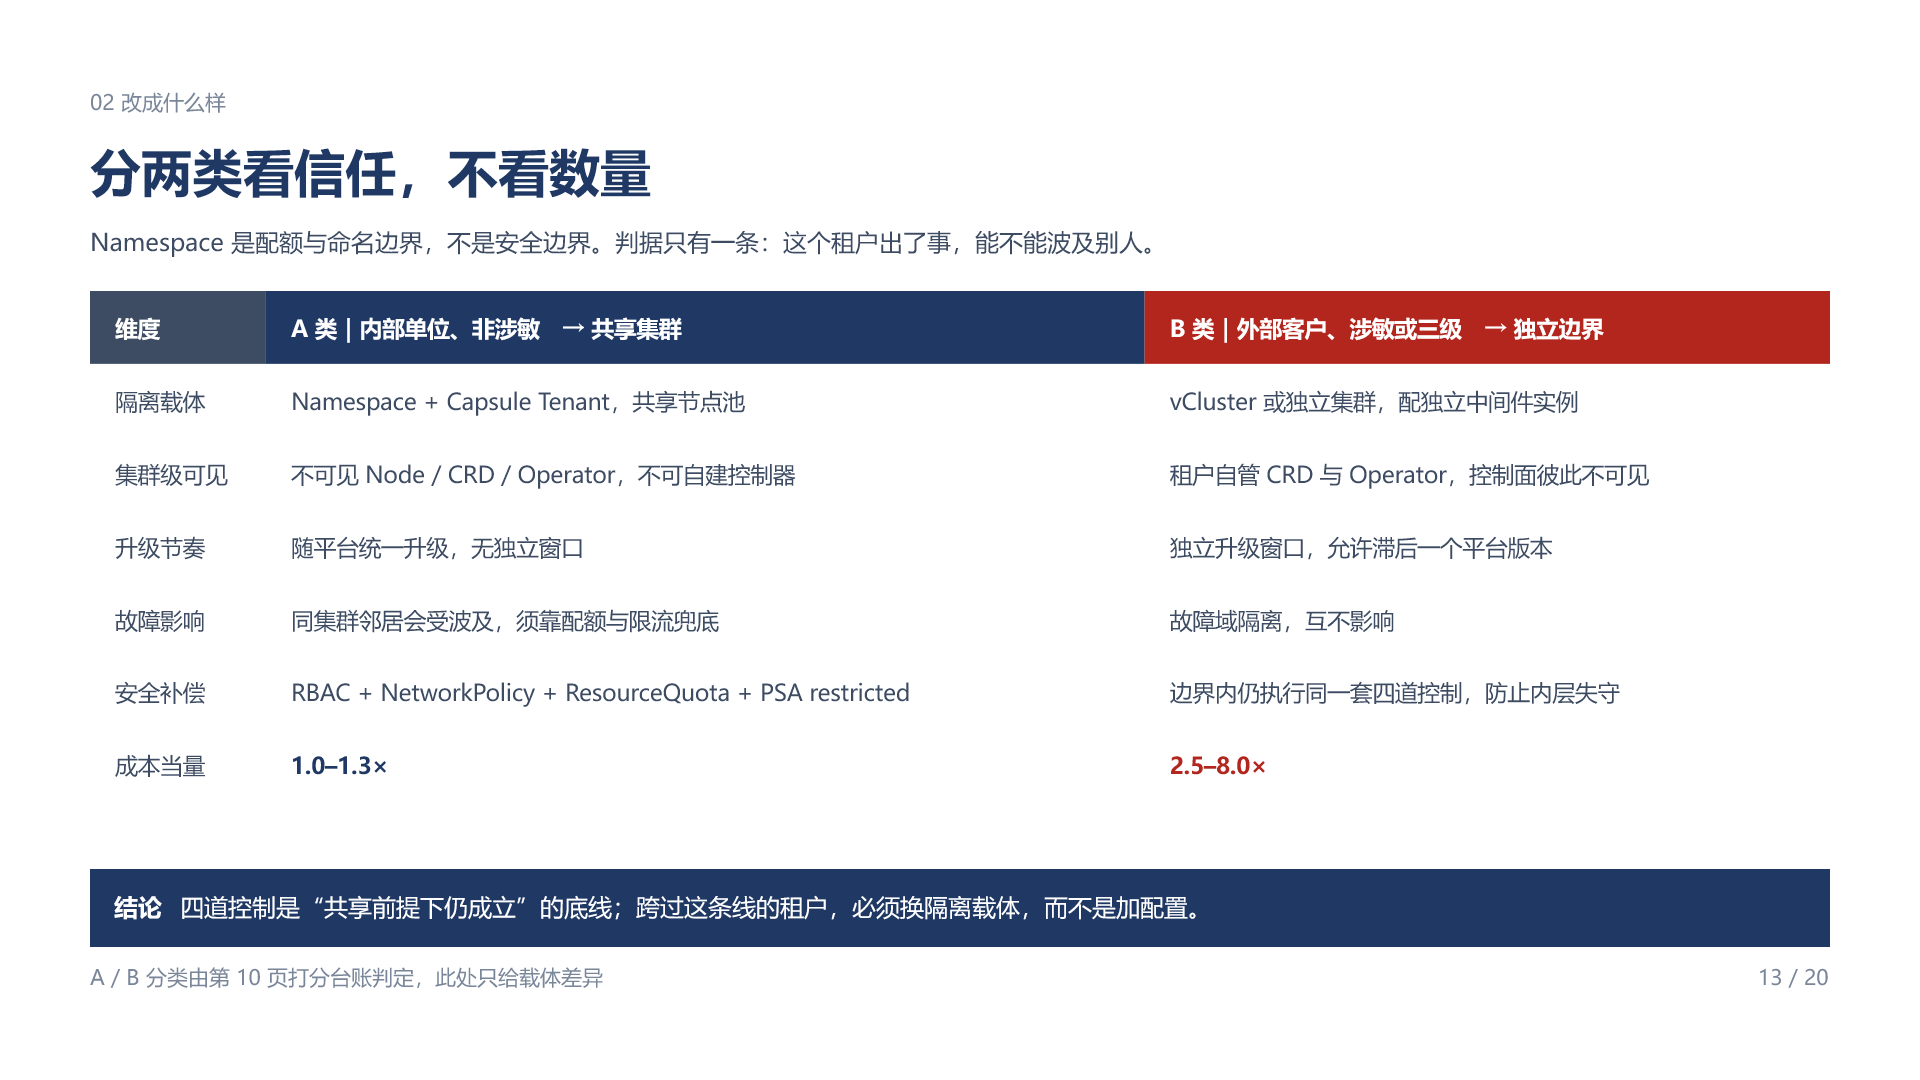 02 改成什么样
分两类看信任，不看数量
Namespace 是配额与命名边界，不是安全边界。判据只有一条：这个租户出了事，能不能波及别人。
维度
A 类 | 内部单位、非涉敏 → 共享集群
B 类 | 外部客户、涉敏或三级 → 独立边界
隔离载体
Namespace + Capsule Tenant，共享节点池
vCluster 或独立集群，配独立中间件实例
集群级可见
不可见 Node / CRD / Operator，不可自建控制器
租户自管 CRD 与 Operator，控制面彼此不可见
升级节奏
随平台统一升级，无独立窗口
独立升级窗口，允许滞后一个平台版本
故障影响
同集群邻居会受波及，须靠配额与限流兜底
故障域隔离，互不影响
安全补偿
RBAC + NetworkPolicy + ResourceQuota + PSA restricted
边界内仍执行同一套四道控制，防止内层失守
成本当量
1.0–1.3×
2.5–8.0×
结论 四道控制是“共享前提下仍成立”的底线；跨过这条线的租户，必须换隔离载体，而不是加配置。
A / B 分类由第 10 页打分台账判定，此处只给载体差异
13 / 20